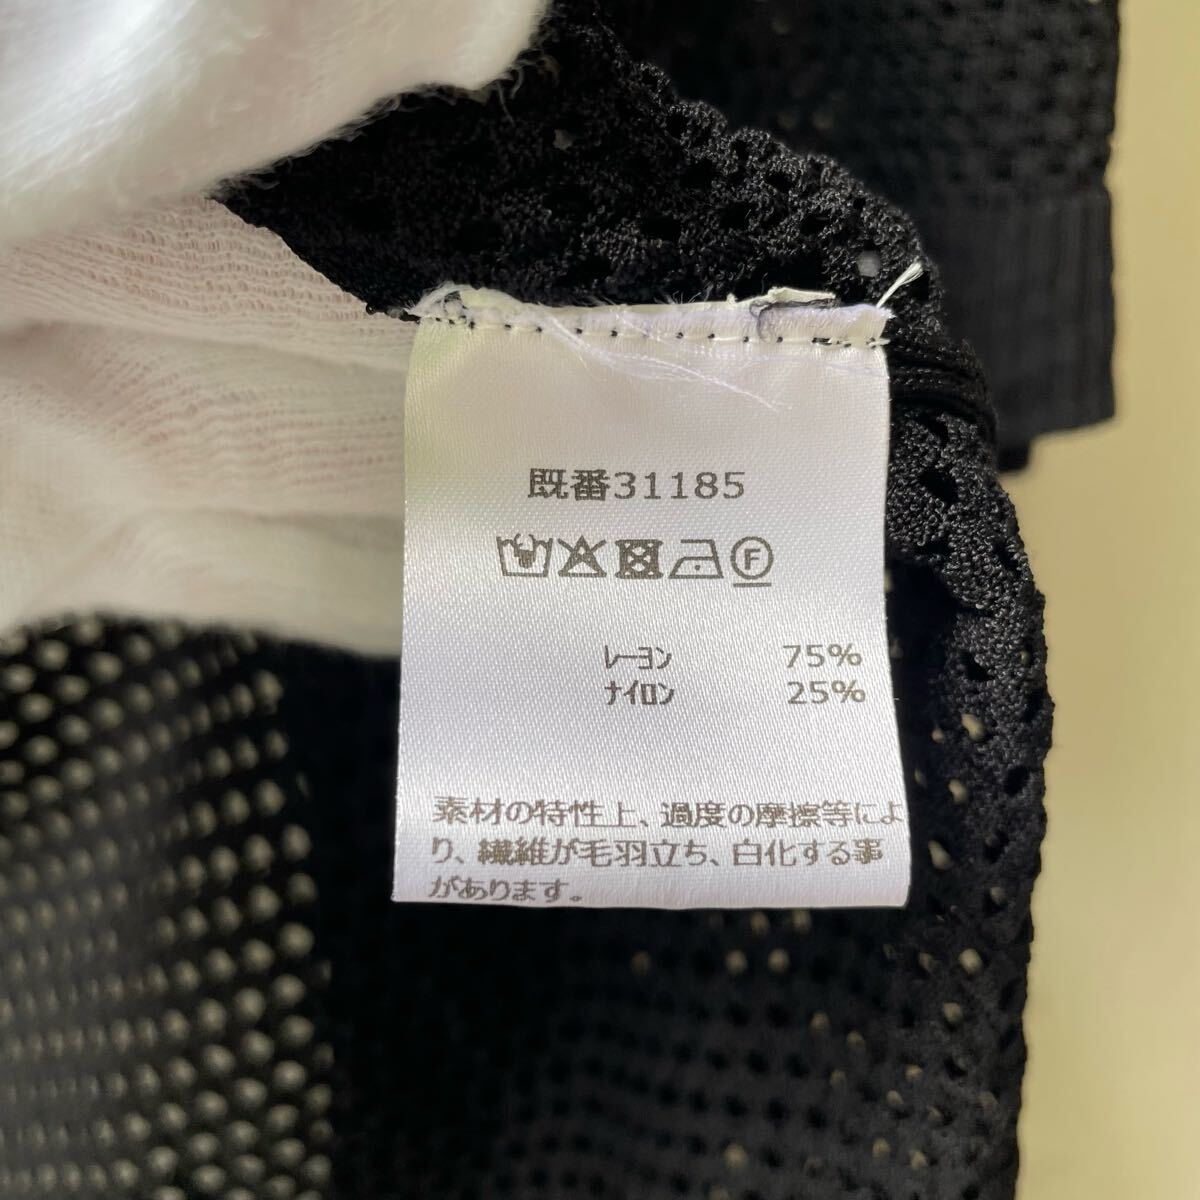 既番31185
F
レーヨン 75%
ナイロン 25%
素材の特性上、過度の摩擦等によ
り、繊維が毛羽立ち、白化する事
があります。